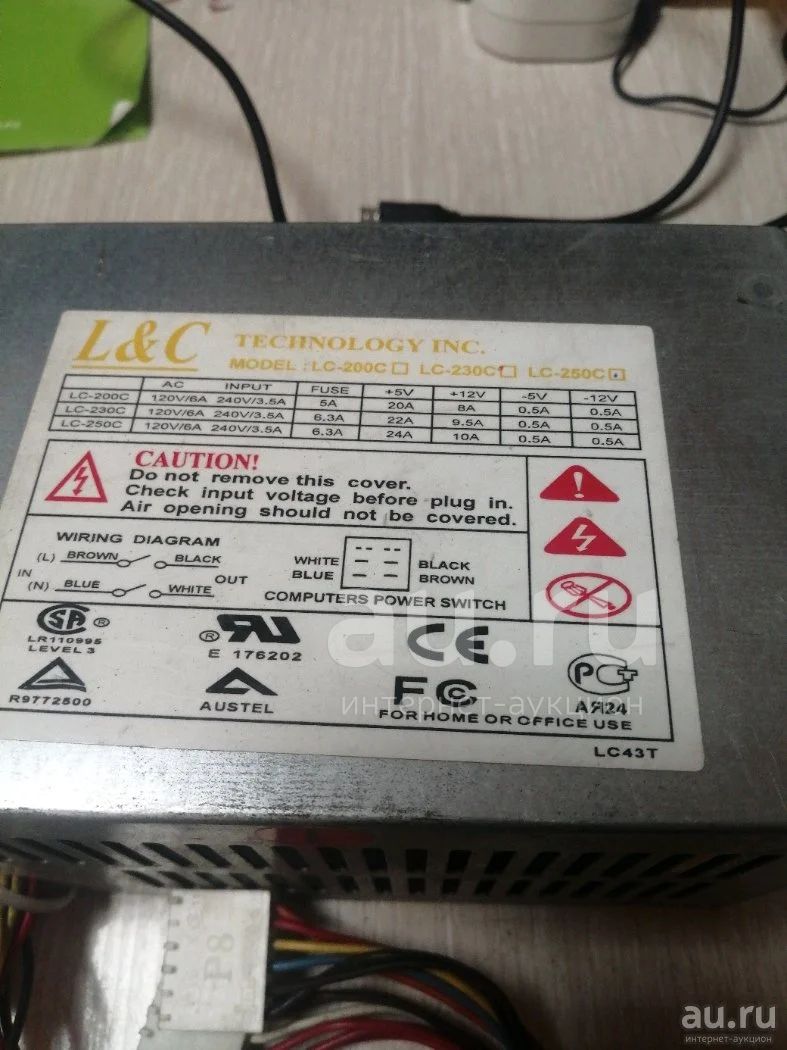 L&C TECHNOLOGY INC.
MODEL : LC-200C LC-230C LC-250C
AC INPUT FUSE +5V +12V -5V -12V
LC-200C 120V/6A 240V/3.5A 5A 20A 8A 0.5A 0.5A
LC-230C 120V/6A 240V/3.5A 6.3A 22A 9.5A 0.5A 0.5A
LC-250C 120V/6A 240V/3.5A 6.3A 24A 10A 0.5A 0.5A
CAUTION!
Do not remove this cover.
Check input voltage before plug in.
Air opening should not be covered.
WIRING DIAGRAM
(L) BROWN BLACK
IN OUT
(N) BLUE WHITE
WHITE BLACK
BLUE BROWN
COMPUTERS POWER SWITCH
SA ®
LR110995
LEVEL 3
® RU
E 176202
CE
R9772500
AUSTEL
FC
FOR HOME OR OFFICE USE
РСТ
АЯ24
LC43T
P8
au.ru
интернет-аукцион
au.ru
интернет-аукцион